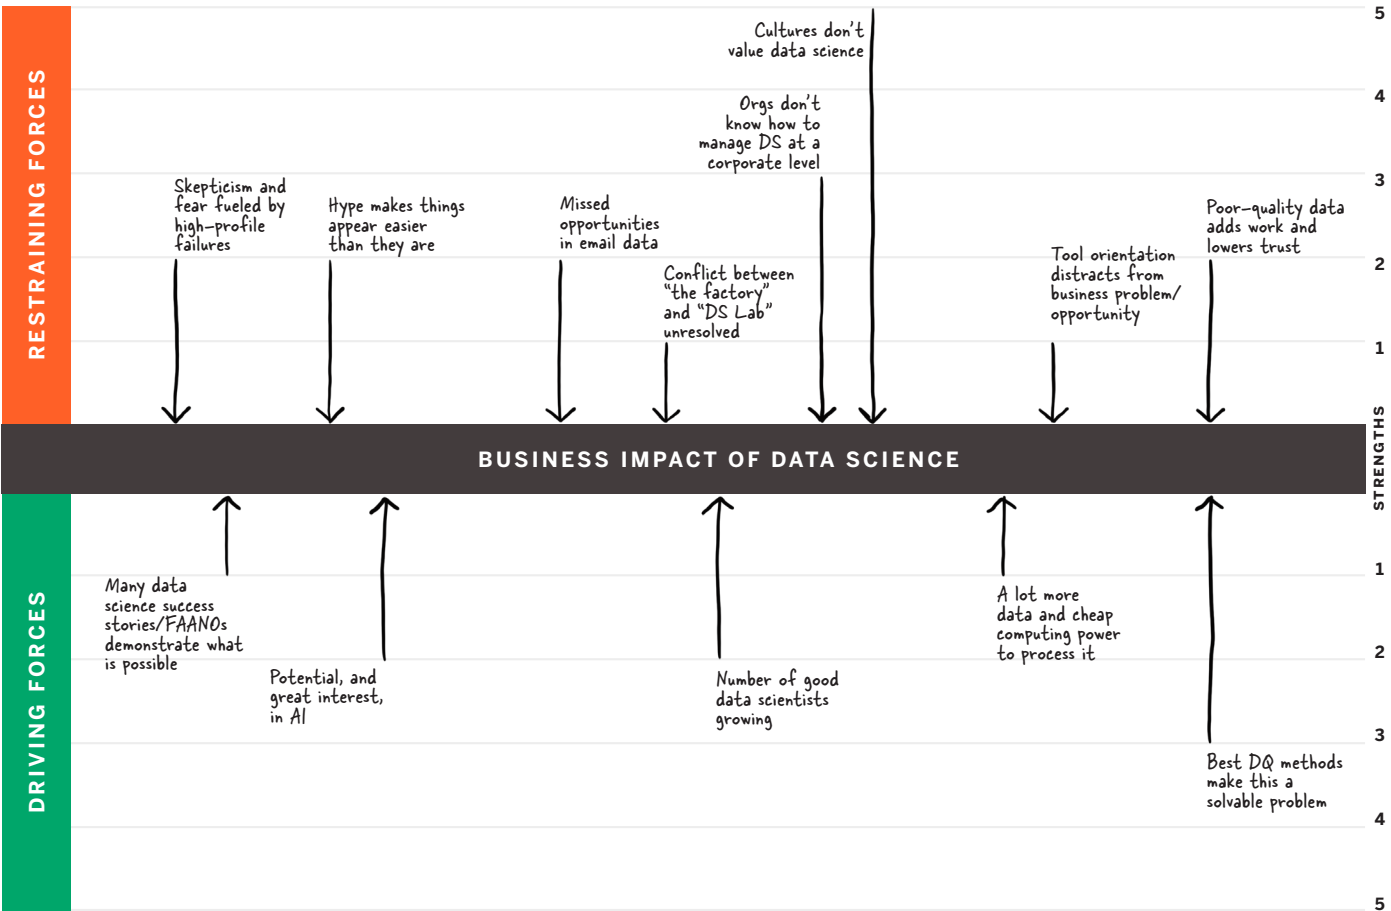 RESTRAINING FORCES
Skepticism and
fear fueled by
high-profile
failures
Hype makes things
appear easier
than they are
Missed
opportunities
in email data
Conflict between
"the factory"
and "DS Lab"
unresolved
Orgs don't
know how to
manage DS at a
corporate level
Cultures don't
value data science
Tool orientation
distracts from
business problem/
opportunity
Poor-quality data
adds work and
lowers trust
5
4
3
2
1
BUSINESS IMPACT OF DATA SCIENCE
STRENGTHS
DRIVING FORCES
Many data
science success
stories/FAANOs
demonstrate what
is possible
Potential, and
great interest,
in AI
Number of good
data scientists
growing
A lot more
data and cheap
computing power
to process it
Best DQ methods
make this a
solvable problem
1
2
3
4
5